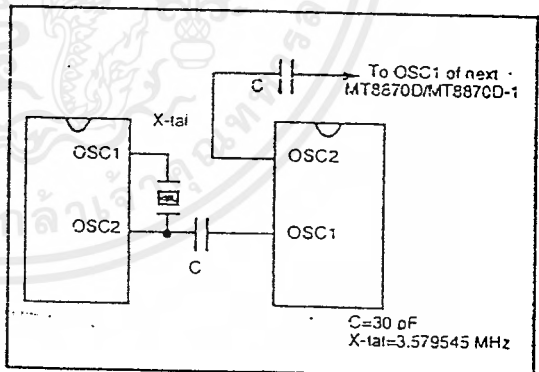 To OSC1 of next
MT8870D/MT8870D-1
C
X-tal
OSC1
OSC2
OSC2
OSC1
C
C=30 pF
X-tal=3.579545 MHz